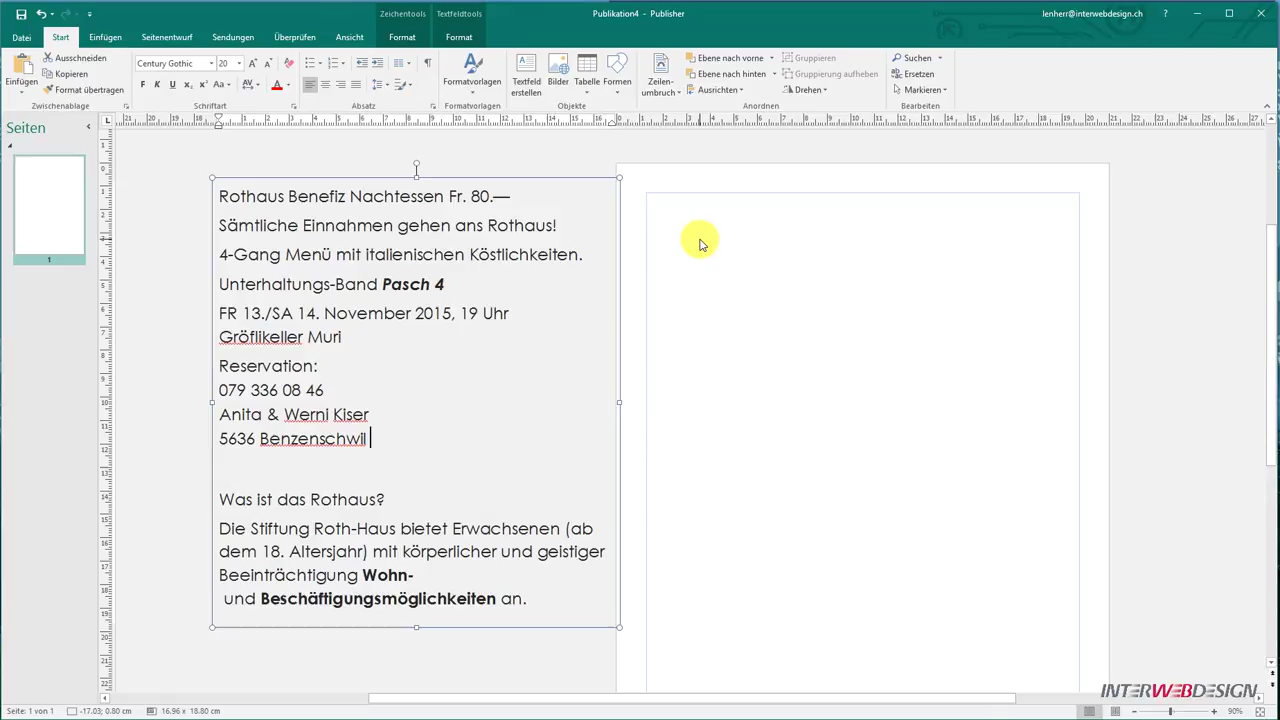 Zeichentools
Textfeldtools
Publikation4 - Publisher
lenherr@interwebdesign.ch
?
Datei
Start
Einfügen
Seitenentwurf
Sendungen
Überprüfen
Ansicht
Format
Format
Einfügen
Ausschneiden
Kopieren
Format übertragen
Zwischenablage
Century Gothic
20
F K U x₂ x² Aa
Schriftart
Absatz
Formatvorlagen
Formatvorlagen
Textfeld erstellen
Bilder
Tabelle
Formen
Objekte
Zeilen-
umbruch
Ebene nach vorne
Ebene nach hinten
Ausrichten
Gruppieren
Gruppierung aufheben
Drehen
Anordnen
Suchen
Ersetzen
Markieren
Bearbeiten
Seiten
1
Rothaus Benefiz Nachtessen Fr. 80.—
Sämtliche Einnahmen gehen ans Rothaus!
4-Gang Menü mit italienischen Köstlichkeiten.
Unterhaltungs-Band Pasch 4
FR 13./SA 14. November 2015, 19 Uhr
Gröflikeller Muri
Reservation:
079 336 08 46
Anita & Werni Kiser
5636 Benzenschwil
Was ist das Rothaus?
Die Stiftung Roth-Haus bietet Erwachsenen (ab
dem 18. Altersjahr) mit körperlicher und geistiger
Beeinträchtigung Wohn-
und Beschäftigungsmöglichkeiten an.
INTERWEBDESIGN
Seite: 1 von 1
-17.03; 0.80 cm
16.96 x 18.80 cm
90%